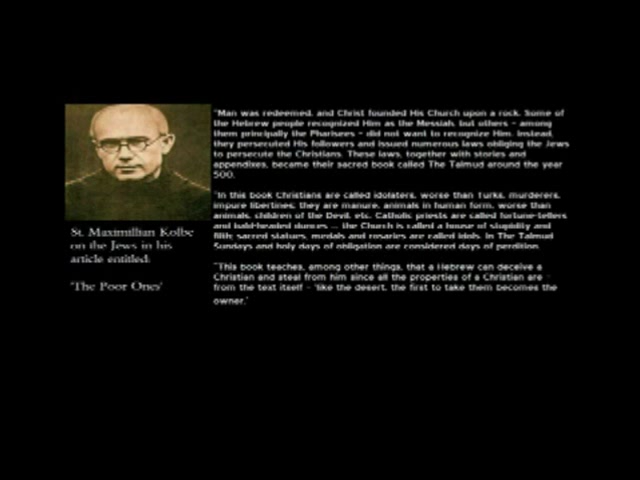 "Man was redeemed, and Christ founded His Church upon a rock. Some of
the Hebrew people recognized Him as the Messiah, but others - among
them principally the Pharisees - did not want to recognize Him. Instead,
they persecuted His followers and issued numerous laws obliging the Jews
to persecute the Christians. These laws, together with stories and
appendixes, became their sacred book called The Talmud around the year
500.
"In this book Christians are called idolaters, worse than Turks, murderers,
impure libertines; they are manure, animals in human form, worse than
animals, children of the Devil, etc. Catholic priests are called fortune-tellers
and bald-headed dunces ... the Church is called a house of stupidity and
filth; sacred statues, medals and rosaries are called idols. In The Talmud
Sundays and holy days of obligation are considered days of perdition.
"This book teaches, among other things, that a Hebrew can deceive a
Christian and steal from him since all the properties of a Christian are -
from the text itself - 'like the desert, the first to take them becomes the
owner.'
St. Maximillian Kolbe
on the Jews in his
article entitled:
'The Poor Ones'